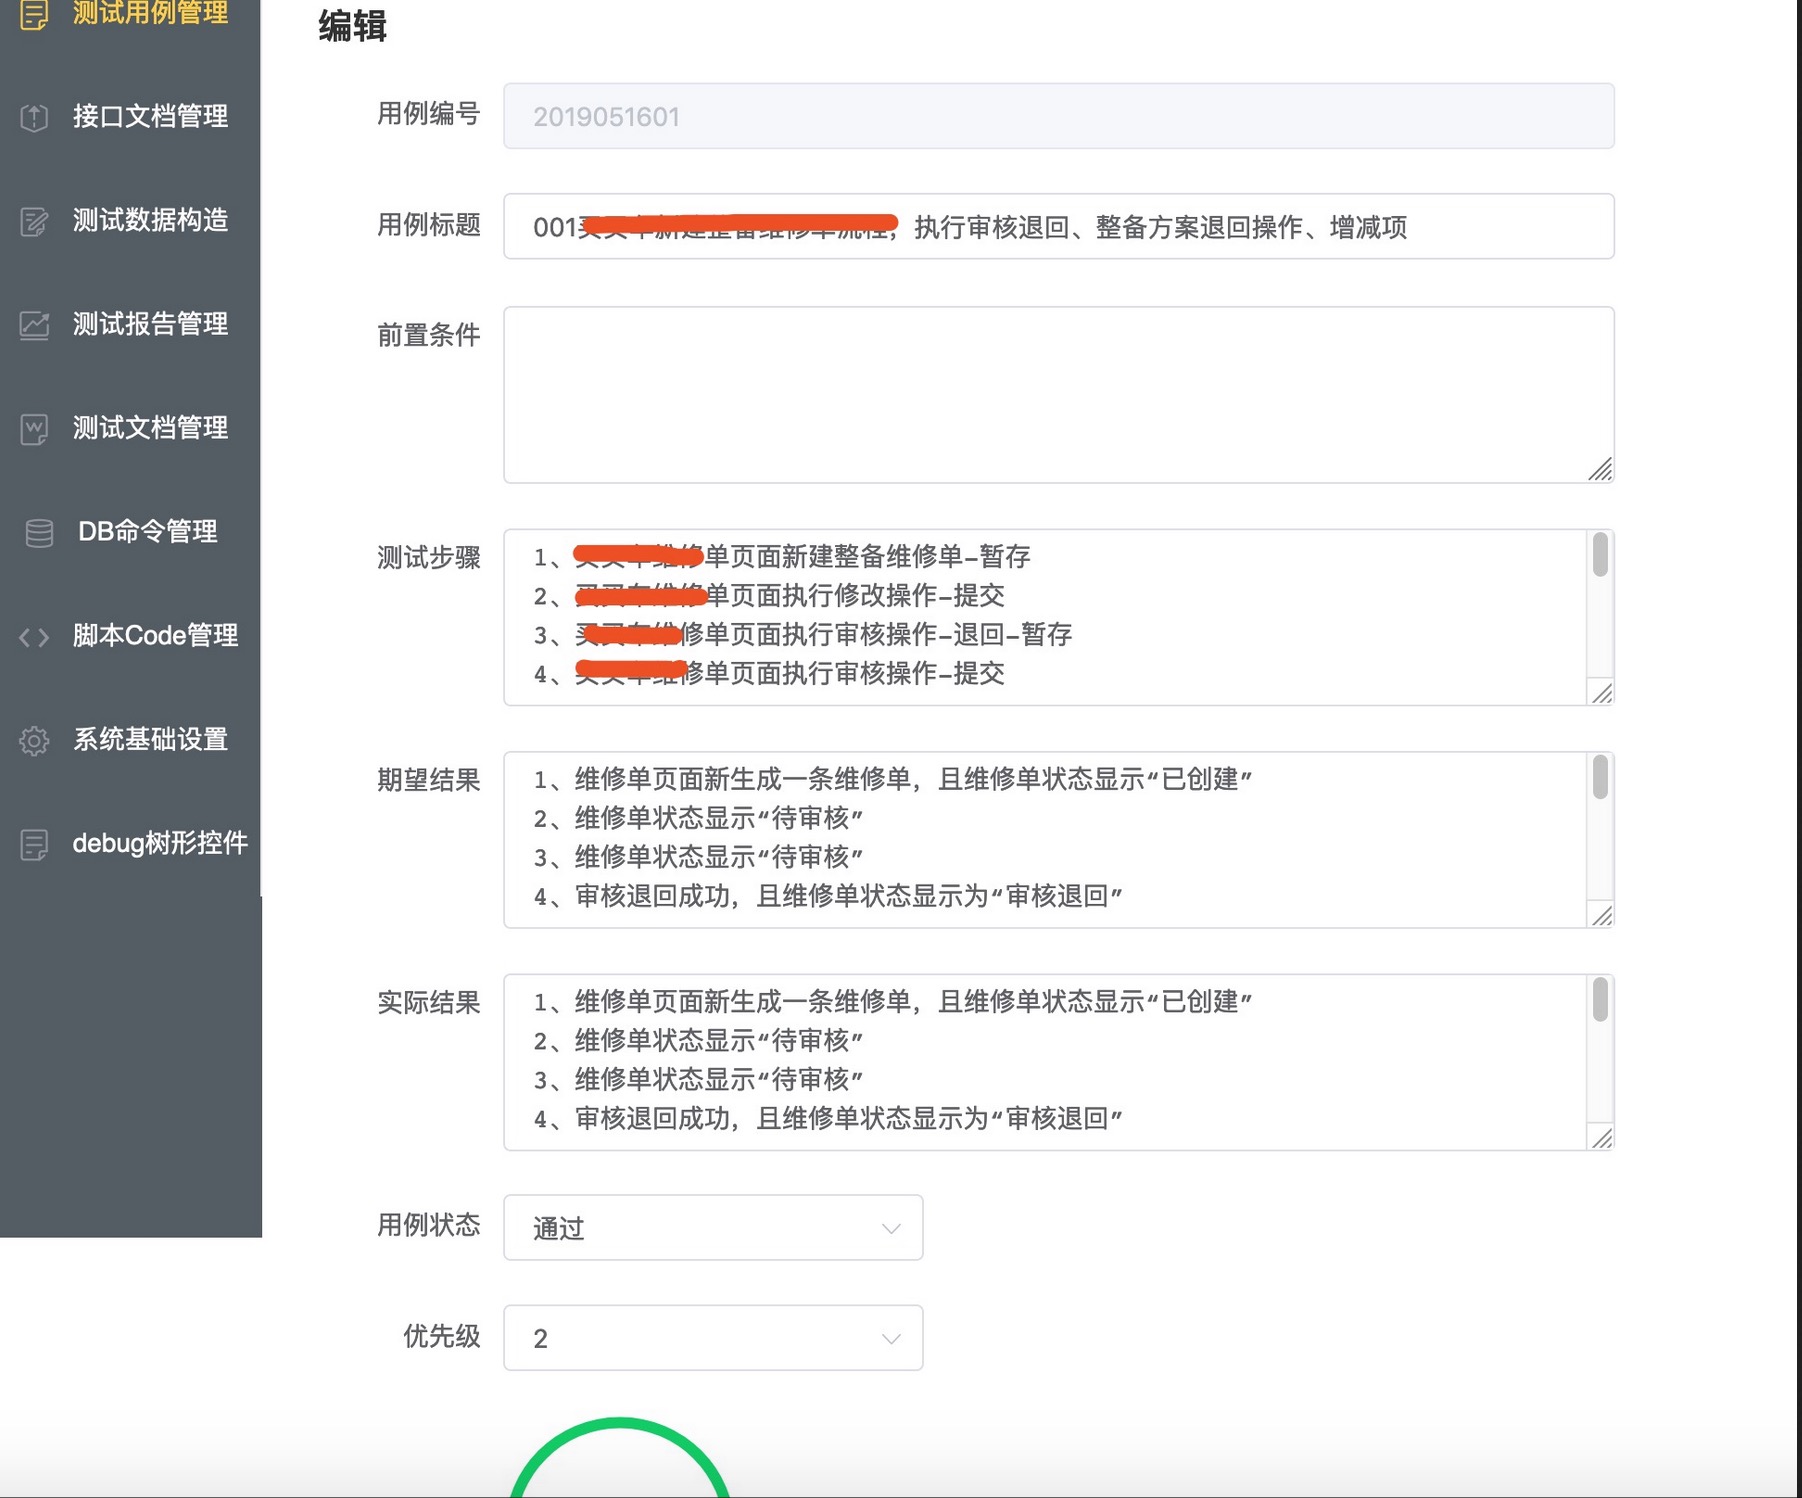 测试用例管理
接口文档管理
测试数据构造
测试报告管理
测试文档管理
DB命令管理
脚本Code管理
系统基础设置
debug树形控件
编辑
用例编号
2019051601
用例标题
001 执行审核退回、整备方案退回操作、增减项
前置条件
测试步骤
1、 单页面新建整备维修单-暂存
2、 单页面执行修改操作-提交
3、 修单页面执行审核操作-退回-暂存
4、 修单页面执行审核操作-提交
期望结果
1、维修单页面新生成一条维修单，且维修单状态显示“已创建”
2、维修单状态显示“待审核”
3、维修单状态显示“待审核”
4、审核退回成功，且维修单状态显示为“审核退回”
实际结果
1、维修单页面新生成一条维修单，且维修单状态显示“已创建”
2、维修单状态显示“待审核”
3、维修单状态显示“待审核”
4、审核退回成功，且维修单状态显示为“审核退回”
用例状态
通过
优先级
2